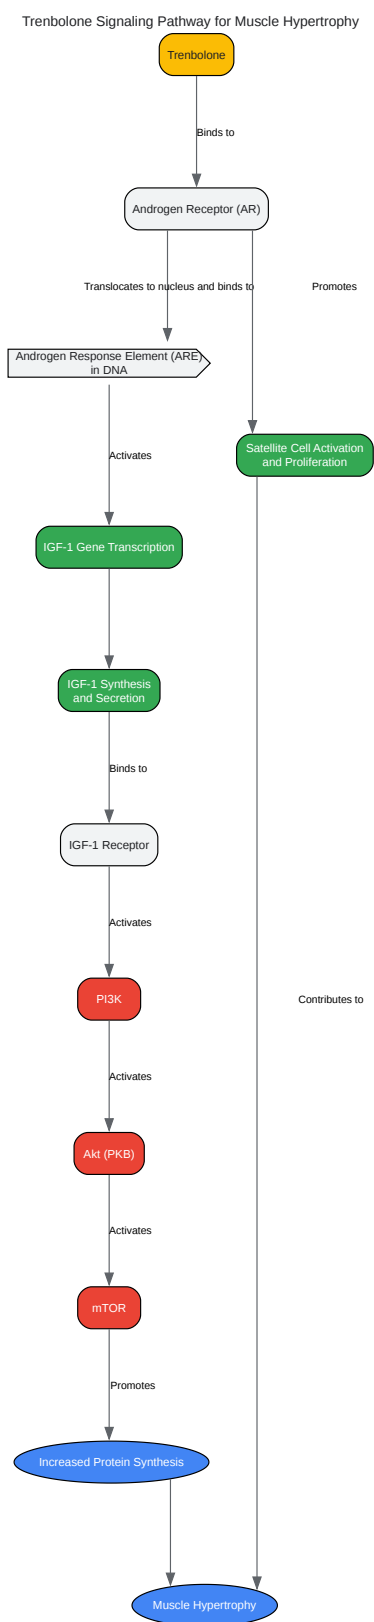 Trenbolone Signaling Pathway for Muscle Hypertrophy
Trenbolone
Binds to
Androgen Receptor (AR)
Translocates to nucleus and binds to
Promotes
Androgen Response Element (ARE)
in DNA
Satellite Cell Activation
and Proliferation
Activates
IGF-1 Gene Transcription
IGF-1 Synthesis
and Secretion
Binds to
IGF-1 Receptor
Activates
PI3K
Contributes to
Activates
Akt (PKB)
Activates
mTOR
Promotes
Increased Protein Synthesis
Muscle Hypertrophy